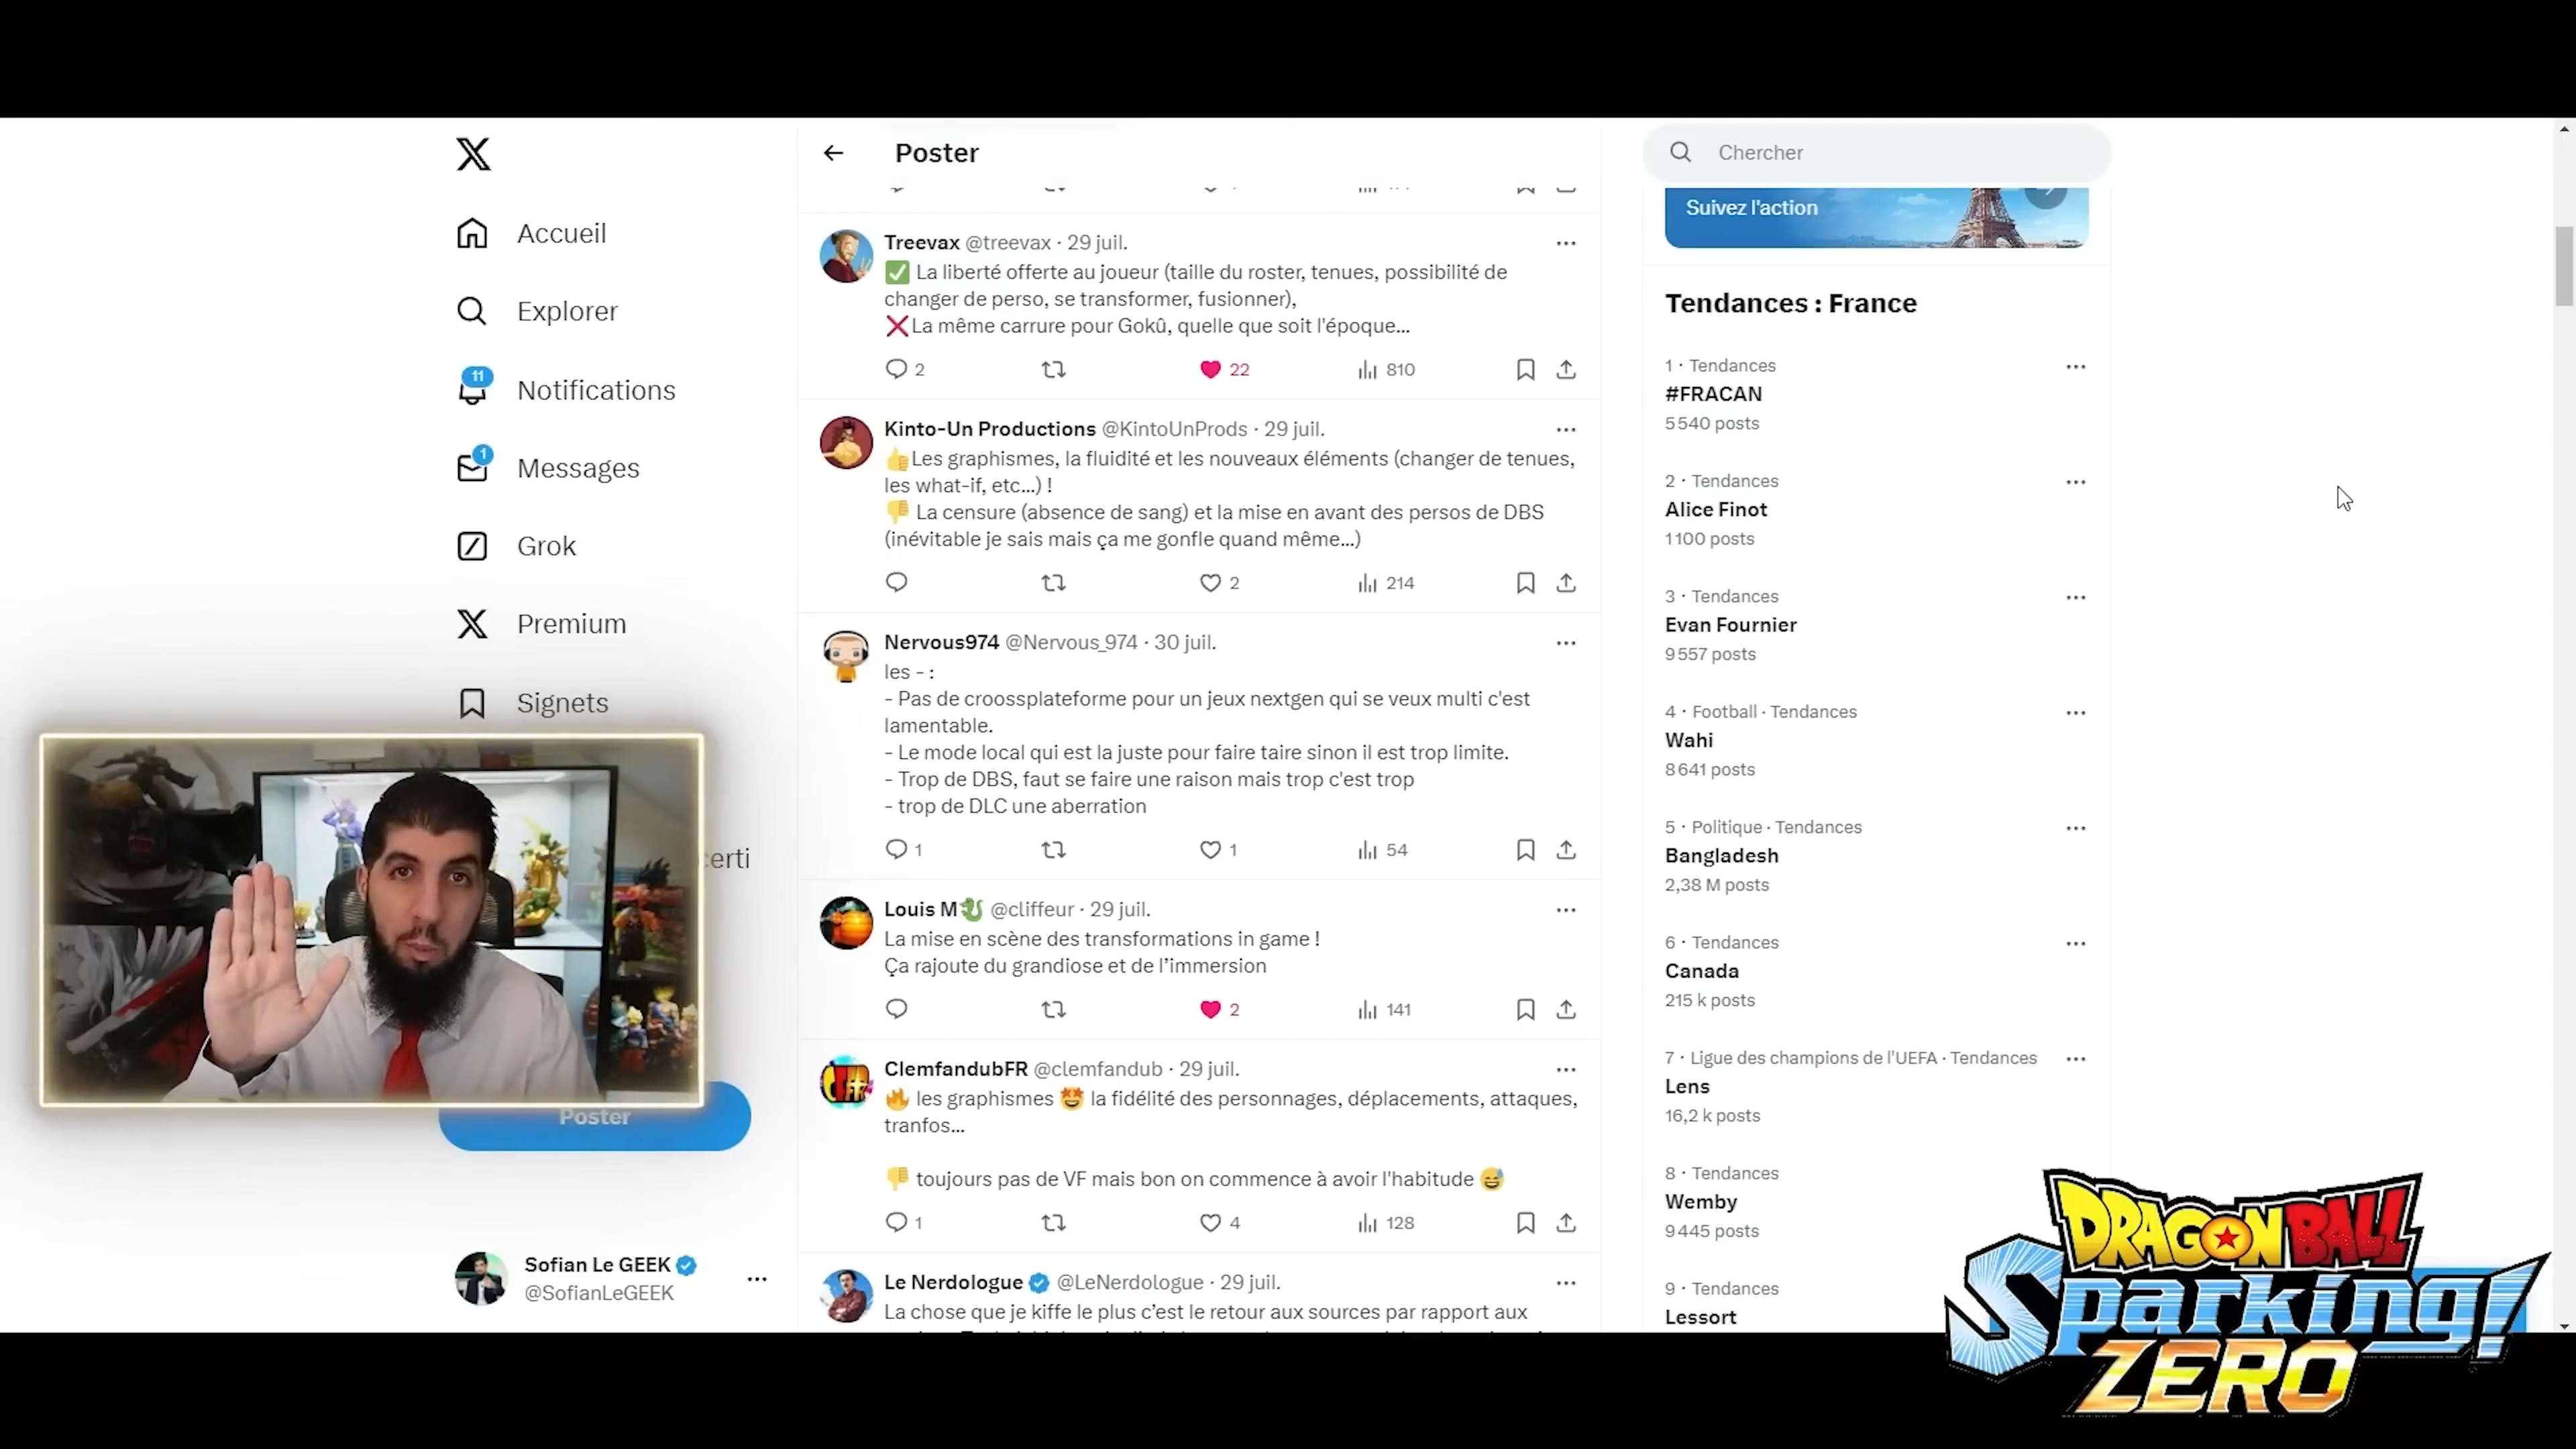 Poster
Chercher
Accueil
Explorer
11
Notifications
1
Messages
Grok
Premium
Signets
certi
Poster
Sofian Le GEEK
@SofianLeGEEK
Treevax @treevax · 29 juil.
✅ La liberté offerte au joueur (taille du roster, tenues, possibilité de
changer de perso, se transformer, fusionner),
❌La même carrure pour Gokû, quelle que soit l'époque...
2 22 810
Kinto-Un Productions @KintoUnProds · 29 juil.
👍Les graphismes, la fluidité et les nouveaux éléments (changer de tenues,
les what-if, etc...) !
👎 La censure (absence de sang) et la mise en avant des persos de DBS
(inévitable je sais mais ça me gonfle quand même...)
2 214
Nervous974 @Nervous_974 · 30 juil.
les - :
- Pas de croossplateforme pour un jeux nextgen qui se veux multi c'est
lamentable.
- Le mode local qui est la juste pour faire taire sinon il est trop limite.
- Trop de DBS, faut se faire une raison mais trop c'est trop
- trop de DLC une aberration
1 1 54
Louis M🐉 @cliffeur · 29 juil.
La mise en scène des transformations in game !
Ça rajoute du grandiose et de l’immersion
2 141
ClemfandubFR @clemfandub · 29 juil.
🔥 les graphismes 🤩 la fidélité des personnages, déplacements, attaques,
tranfos...
👎 toujours pas de VF mais bon on commence à avoir l'habitude 😅
1 4 128
Le Nerdologue @LeNerdologue · 29 juil.
La chose que je kiffe le plus c’est le retour aux sources par rapport aux
Suivez l'action
Tendances : France
1 · Tendances
#FRACAN
5 540 posts
2 · Tendances
Alice Finot
1 100 posts
3 · Tendances
Evan Fournier
9 557 posts
4 · Football · Tendances
Wahi
8 641 posts
5 · Politique · Tendances
Bangladesh
2,38 M posts
6 · Tendances
Canada
215 k posts
7 · Ligue des champions de l'UEFA · Tendances
Lens
16,2 k posts
8 · Tendances
Wemby
9 445 posts
9 · Tendances
Lessort
DRAGON BALL
Sparking!
ZERO